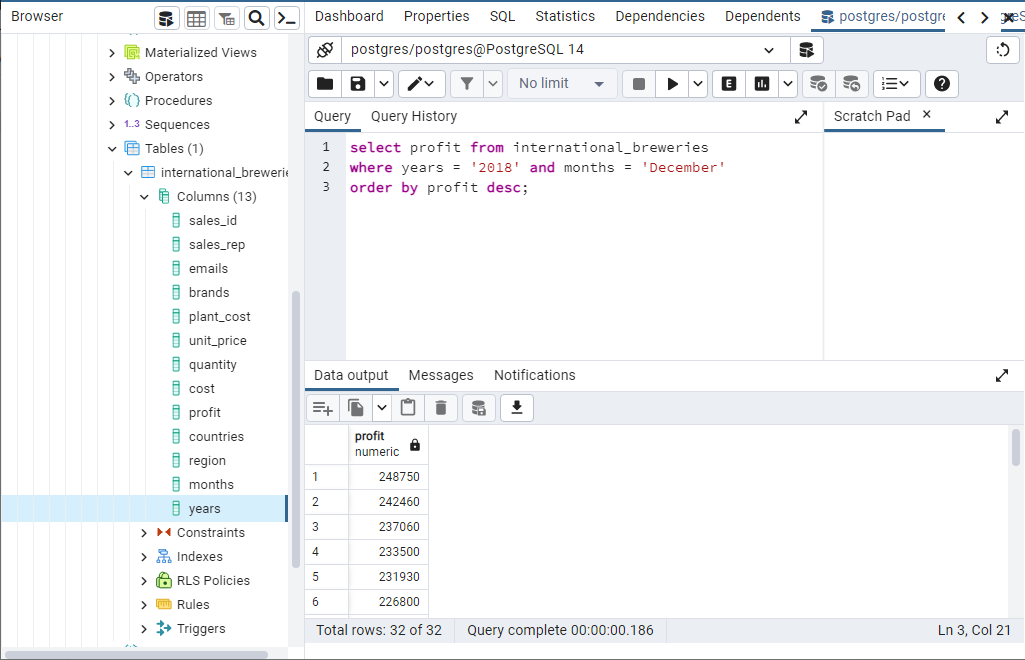 Browser
Dashboard Properties SQL Statistics Dependencies Dependents postgres/postgre
postgres/postgres@PostgreSQL 14
No limit
E
Materialized Views
Operators
Procedures
1..3 Sequences
Tables (1)
international_breweries
Columns (13)
sales_id
sales_rep
emails
brands
plant_cost
unit_price
quantity
cost
profit
countries
region
months
years
Constraints
Indexes
RLS Policies
Rules
Triggers
Query Query History
Scratch Pad
1 select profit from international_breweries
2 where years = '2018' and months = 'December'
3 order by profit desc;
Data output Messages Notifications
profit
numeric
1 248750
2 242460
3 237060
4 233500
5 231930
6 226800
Total rows: 32 of 32 Query complete 00:00:00.186 Ln 3, Col 21